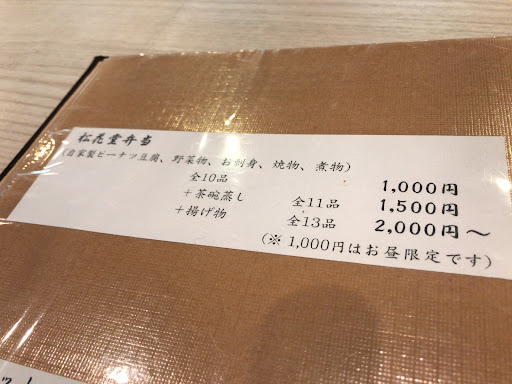 松花堂弁当
(自家製ピーナツ豆腐、野菜物、お刺身、焼物、煮物)
全10品 1,000円
+茶碗蒸し 全11品 1,500円
+揚げ物 全13品 2,000円～
(※ 1,000円はお昼限定です)